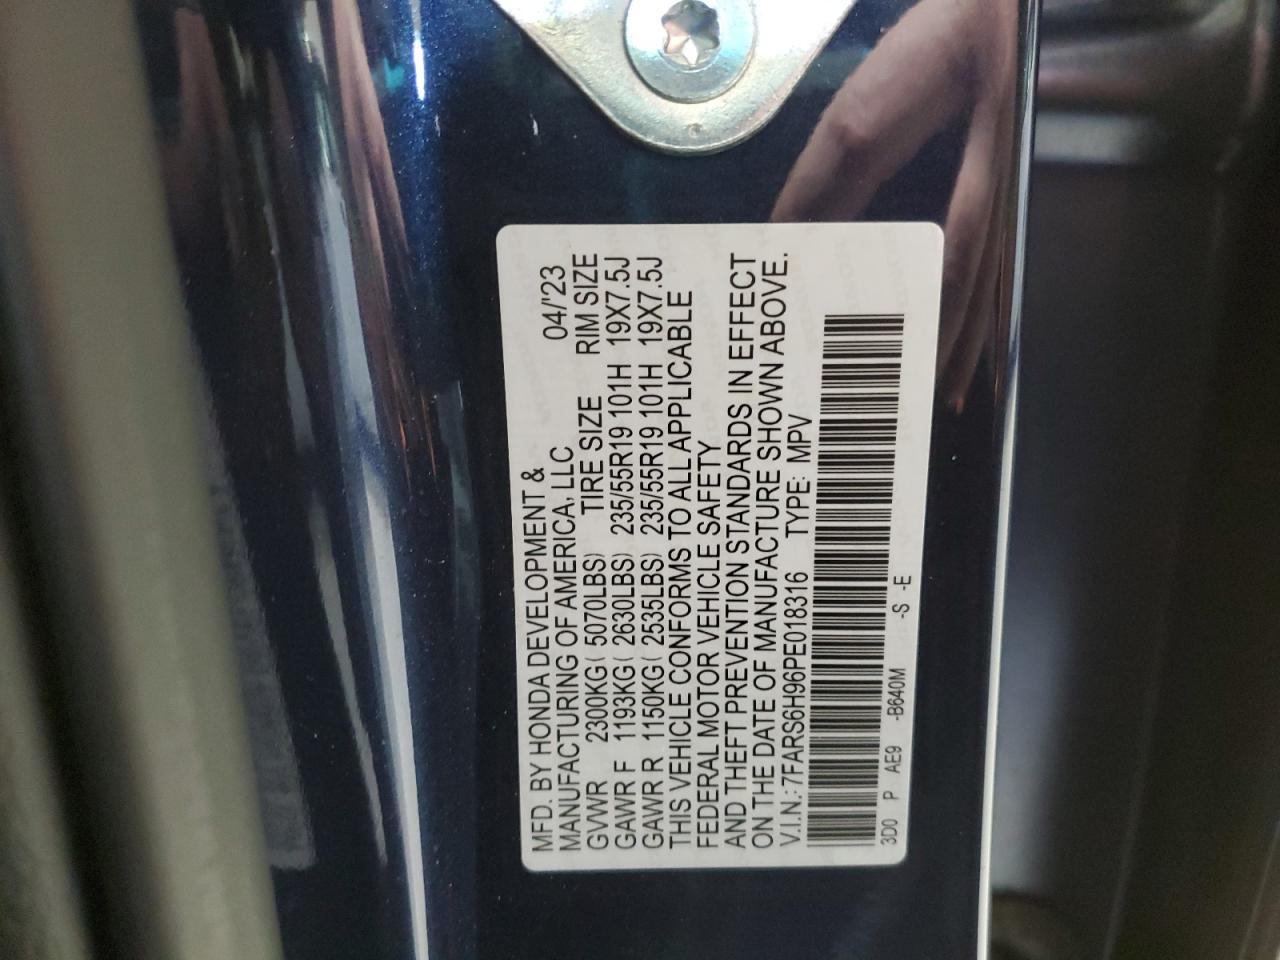 MFD. BY HONDA DEVELOPMENT &
MANUFACTURING OF AMERICA, LLC 04/'23
GVWR 2300KG( 5070LBS) TIRE SIZE RIM SIZE
GAWR F 1193KG( 2630LBS) 235/55R19 101H 19X7.5J
GAWR R 1150KG( 2535LBS) 235/55R19 101H 19X7.5J
THIS VEHICLE CONFORMS TO ALL APPLICABLE
FEDERAL MOTOR VEHICLE SAFETY
AND THEFT PREVENTION STANDARDS IN EFFECT
ON THE DATE OF MANUFACTURE SHOWN ABOVE.
V.I.N.: 7FARS6H96PE018316 TYPE: MPV
3D0 P AE9 -B640M -S -E